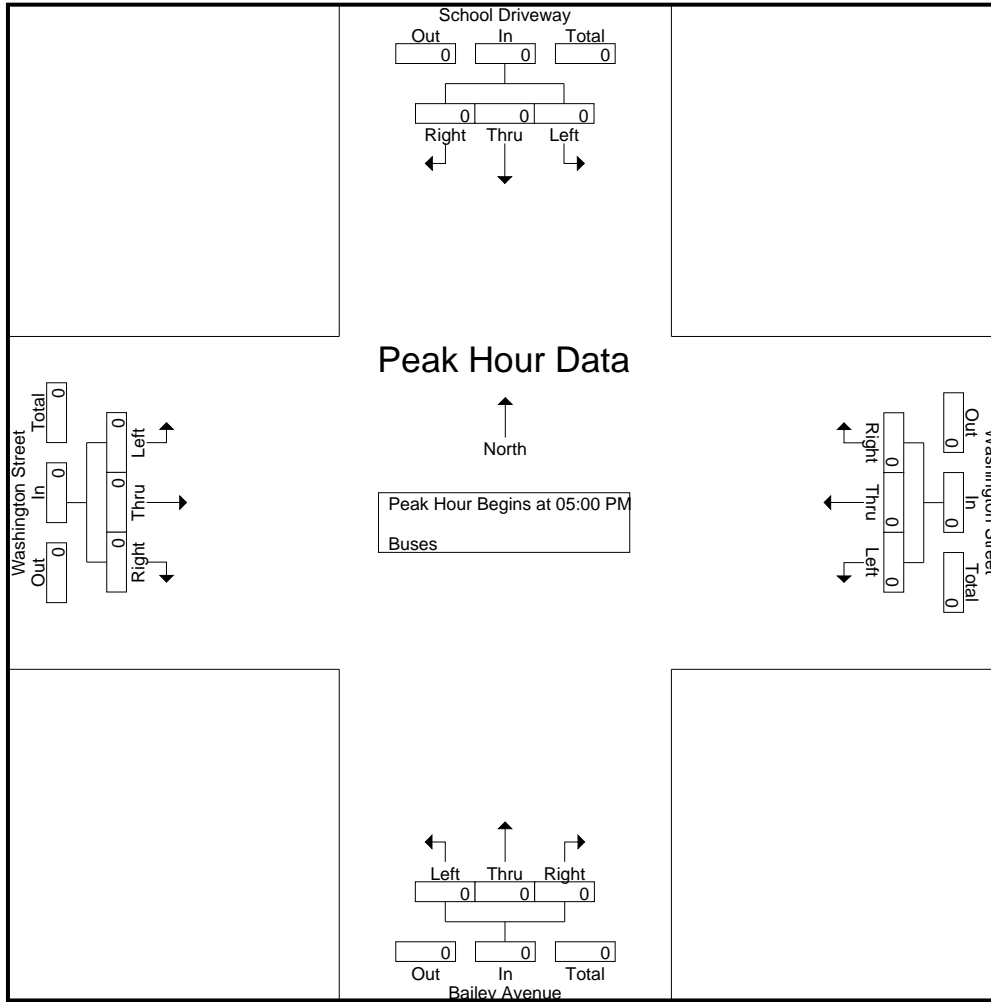 School Driveway
Out In Total
0 0 0
0 0 0
Right Thru Left
Peak Hour Data
North
Peak Hour Begins at 05:00 PM
Buses
Washington Street
Total In Out
0 0 0
0 0 0
Left Thru Right
Washington Street
Out In Total
0 0 0
0 0 0
Right Thru Left
Left Thru Right
0 0 0
0 0 0
Out In Total
Bailey Avenue